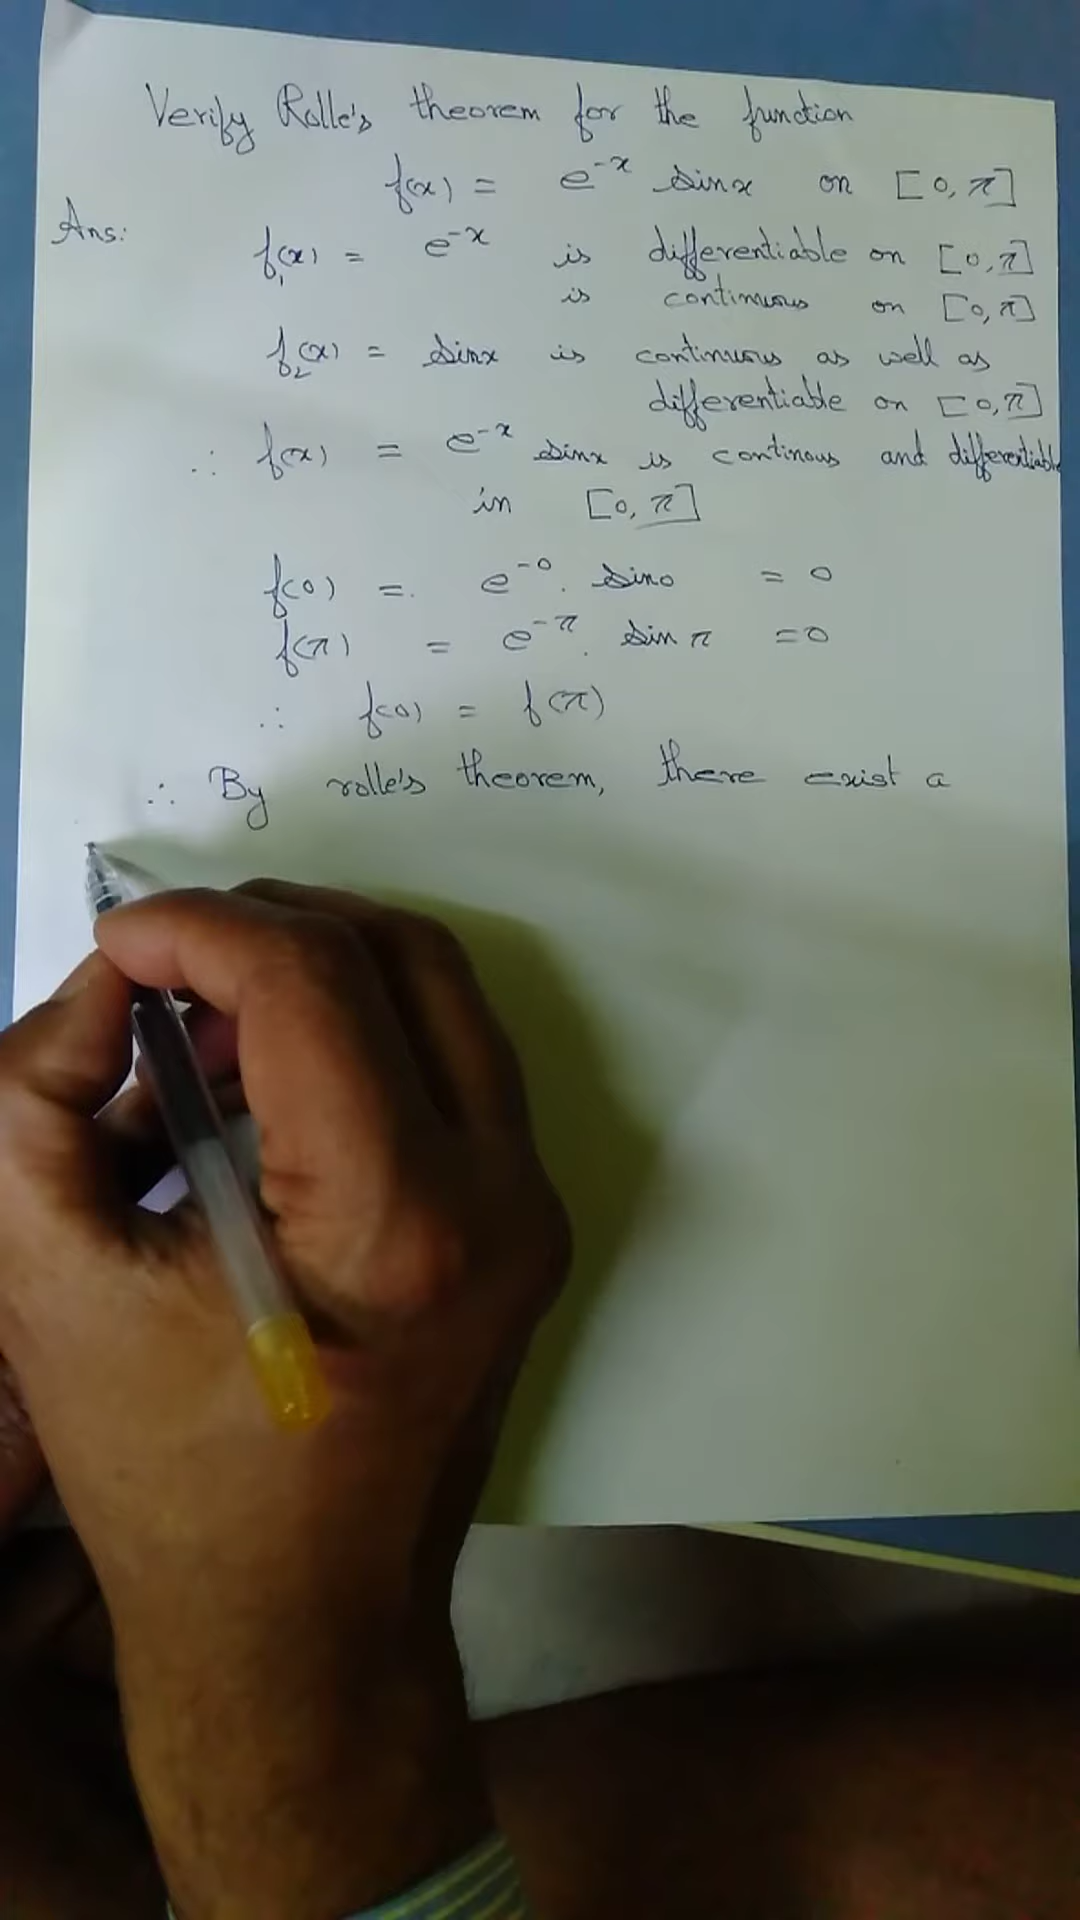 Verify Rolle's theorem for the function
f(x) = e^-x sinx on [0, π]
Ans:
f₁(x) = e^-x is differentiable on [0, π]
is continuous on [0, π]
f₂(x) = sinx is continuous as well as
differentiable on [0, π]
∴ f(x) = e^-x sinx is continous and differentiable
in [0, π]
f(0) = e^-0 . sin0 = 0
f(π) = e^-π . sin π = 0
∴ f(0) = f(π)
∴ By rolle's theorem, there exist a